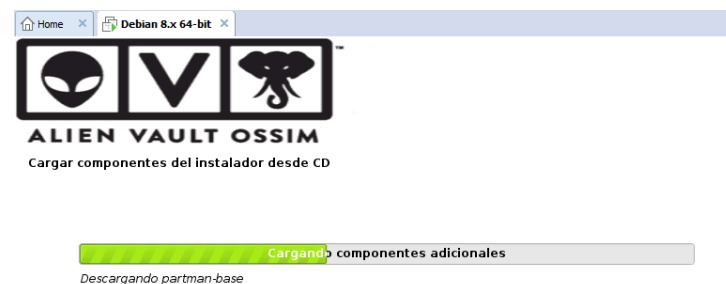 Home × Debian 8.x 64-bit ×
V ™
ALIEN VAULT OSSIM
Cargar componentes del instalador desde CD
Cargando componentes adicionales
Descargando partman-base